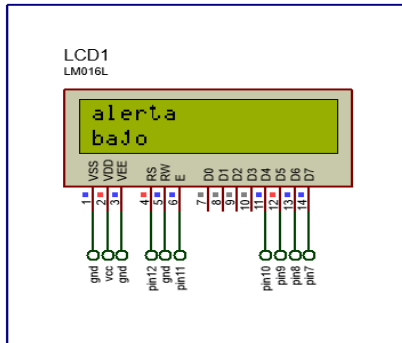 LCD1
LM016L
alerta
bajo
VSS VDD VEE RS RW E D0 D1 D2 D3 D4 D5 D6 D7
1 2 3 4 5 6 7 8 9 10 11 12 13 14
gnd vcc gnd pin12 gnd pin11 pin10 pin9 pin8 pin7